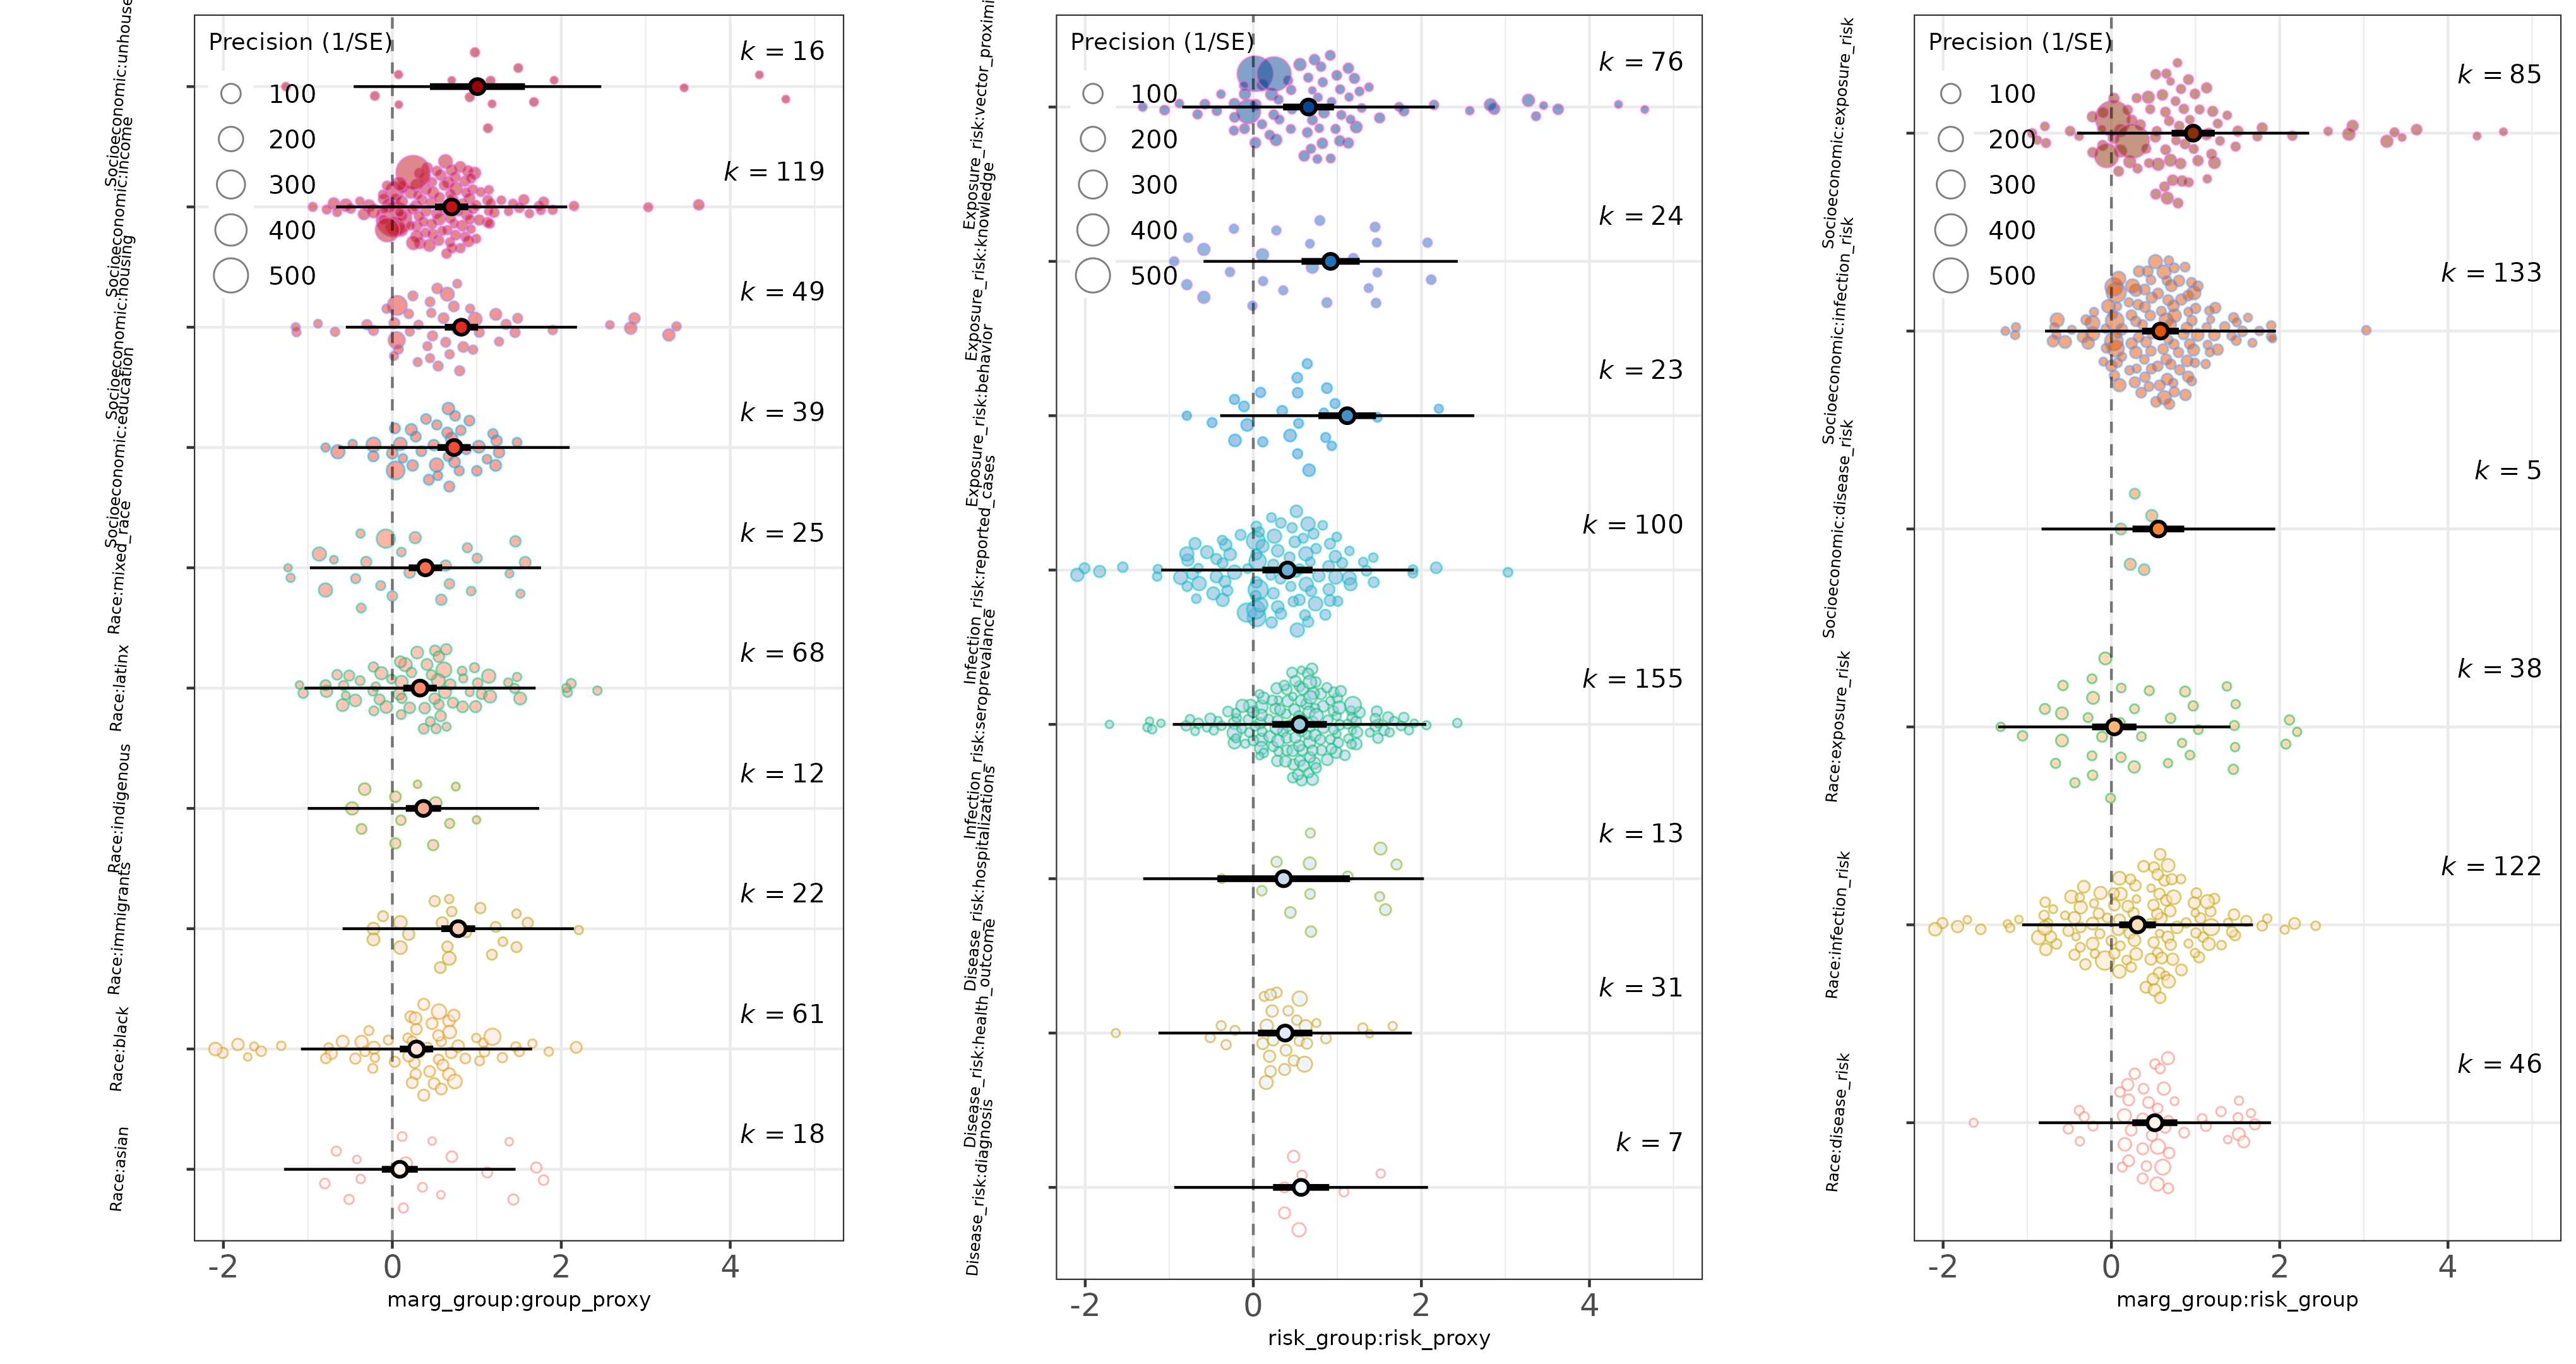 Precision (1/SE)
100
200
300
400
500
Socioeconomic:unhouse
Socioeconomic:income
Socioeconomic:housing
Socioeconomic:education
Race:mixed_race
Race:latinx
Race:indigenous
Race:immigrants
Race:black
Race:asian
k = 16
k = 119
k = 49
k = 39
k = 25
k = 68
k = 12
k = 22
k = 61
k = 18
-2 0 2 4
marg_group:group_proxy
Precision (1/SE)
100
200
300
400
500
Exposure_risk:vector_proximi
Exposure_risk:knowledge
Exposure_risk:behavior
Infection_risk:reported_cases
Infection_risk:seroprevalance
Disease_risk:hospitalizations
Disease_risk:health_outcome
Disease_risk:diagnosis
k = 76
k = 24
k = 23
k = 100
k = 155
k = 13
k = 31
k = 7
-2 0 2 4
risk_group:risk_proxy
Precision (1/SE)
100
200
300
400
500
Socioeconomic:exposure_risk
Socioeconomic:infection_risk
Socioeconomic:disease_risk
Race:exposure_risk
Race:infection_risk
Race:disease_risk
k = 85
k = 133
k = 5
k = 38
k = 122
k = 46
-2 0 2 4
marg_group:risk_group